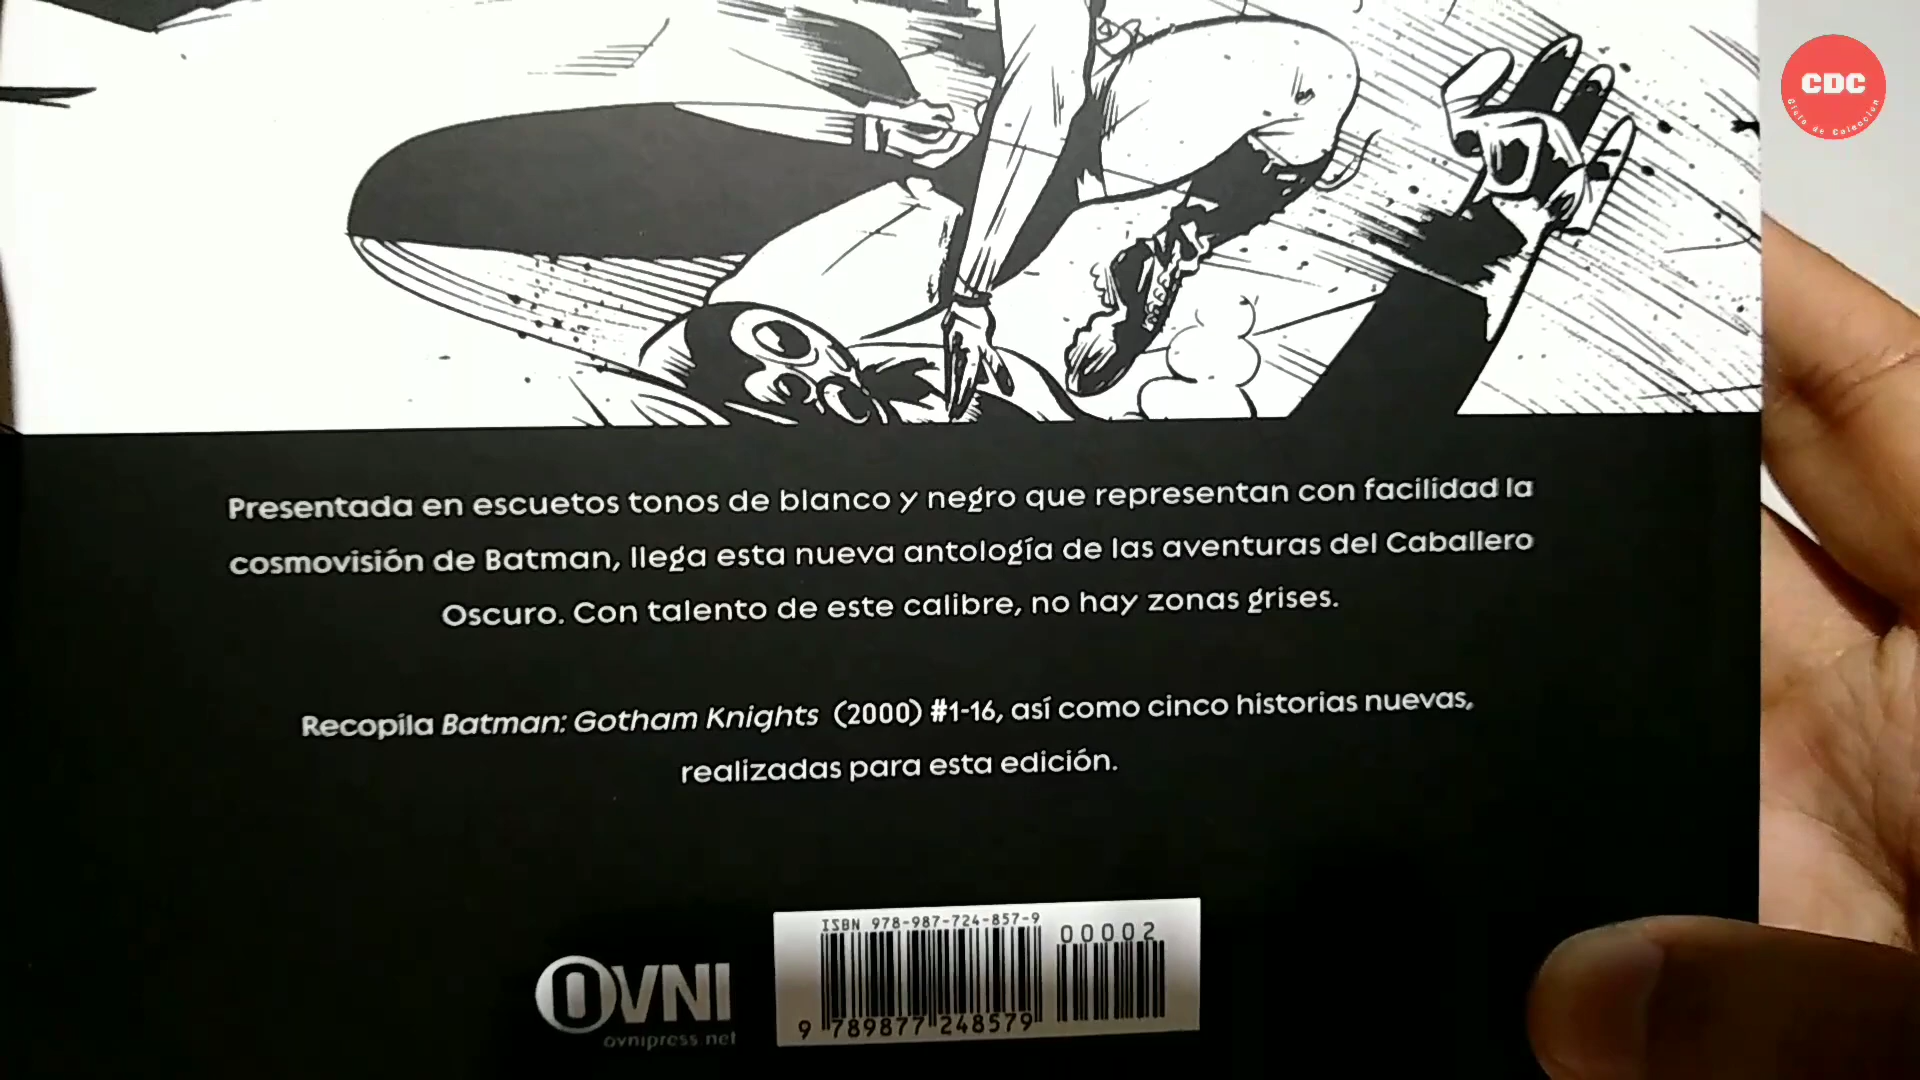 CDC
Ciclo de Coleccion
Presentada en escuetos tonos de blanco y negro que representan con facilidad la
cosmovisión de Batman, llega esta nueva antología de las aventuras del Caballero
Oscuro. Con talento de este calibre, no hay zonas grises.
Recopila Batman: Gotham Knights (2000) #1-16, así como cinco historias nuevas,
realizadas para esta edición.
ISBN 978-987-724-857-9
00002
OVNI
ovnipress.net
9 789877 248579